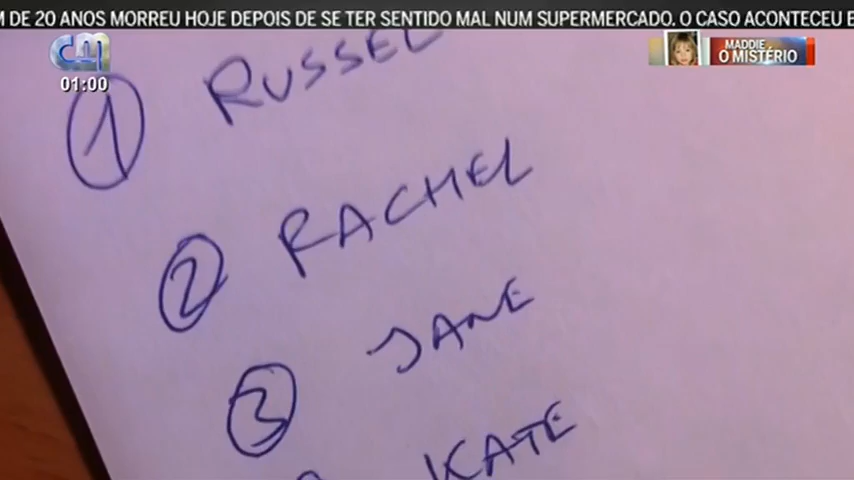 M DE 20 ANOS MORREU HOJE DEPOIS DE SE TER SENTIDO MAL NUM SUPERMERCADO. O CASO ACONTECEU E
CM
01:00
MADDIE
O MISTÉRIO
1 RUSSEL
2 RACHEL
3 JANE
KATE